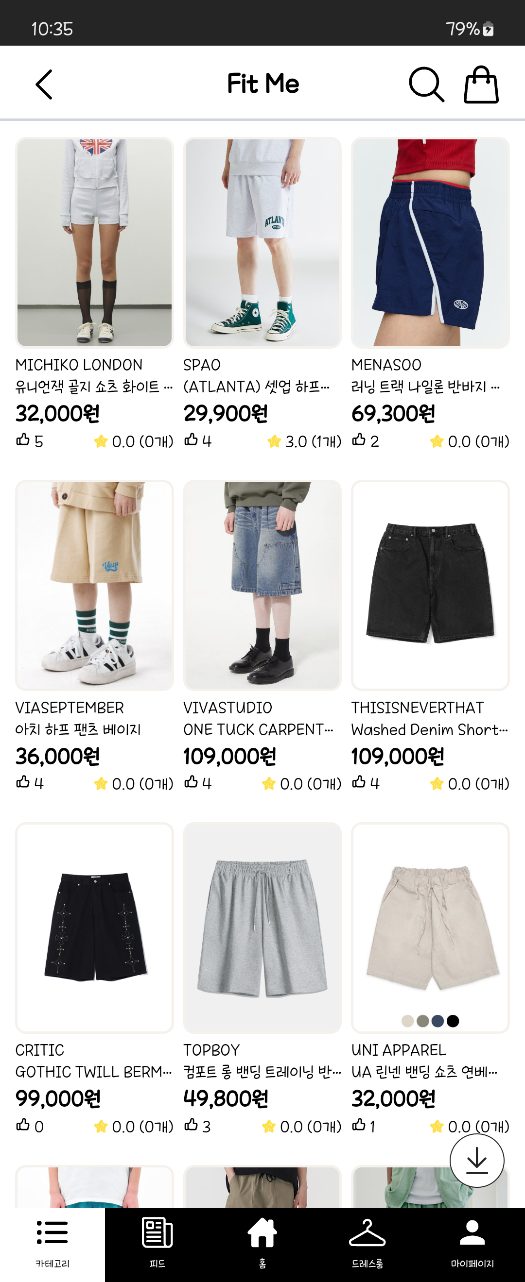 10:35
79%
Fit Me
ATLANTA
MICHIKO LONDON
유니언잭 골지 쇼츠 화이트 …
32,000원
5
0.0 (0개)
SPAO
(ATLANTA) 셋업 하프…
29,900원
4
3.0 (1개)
MENASOO
러닝 트랙 나일론 반바지 …
69,300원
2
0.0 (0개)
VIASEPTEMBER
아치 하프 팬츠 베이지
36,000원
4
0.0 (0개)
VIVASTUDIO
ONE TUCK CARPENT…
109,000원
4
0.0 (0개)
THISISNEVERTHAT
Washed Denim Short…
109,000원
4
0.0 (0개)
CRITIC
GOTHIC TWILL BERM…
99,000원
0
0.0 (0개)
TOPBOY
컴포트 롱 밴딩 트레이닝 반…
49,800원
3
0.0 (0개)
UNI APPAREL
UA 린넨 밴딩 쇼츠 연베…
32,000원
1
0.0 (0개)
카테고리
피드
홈
드레스룸
마이페이지